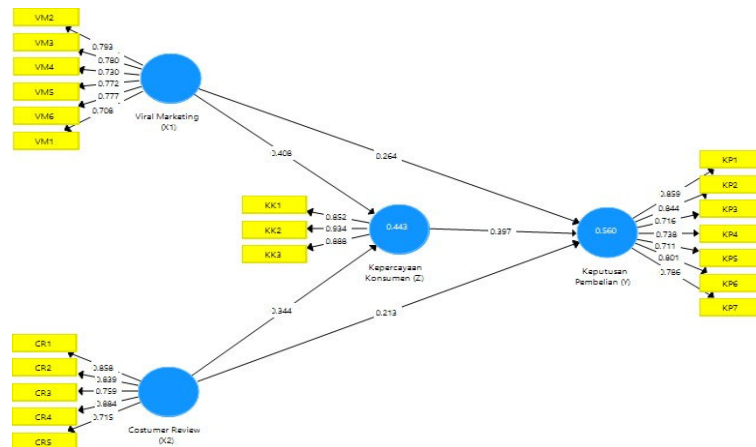 VM2
VM3
VM4
VM5
VM6
VM1
0.793
0.780
0.730
0.772
0.777
0.708
Viral Marketing
(X1)
0.408
0.264
KK1
KK2
KK3
0.852
0.934
0.888
0.443
Kepercayaan
Konsumen (Z)
0.397
0.560
Keputusan
Pembelian (Y)
0.859
0.844
0.716
0.738
0.711
0.801
0.786
KP1
KP2
KP3
KP4
KP5
KP6
KP7
0.344
0.213
CR1
CR2
CR3
CR4
CR5
0.858
0.839
0.759
0.884
0.715
Costumer Review
(X2)